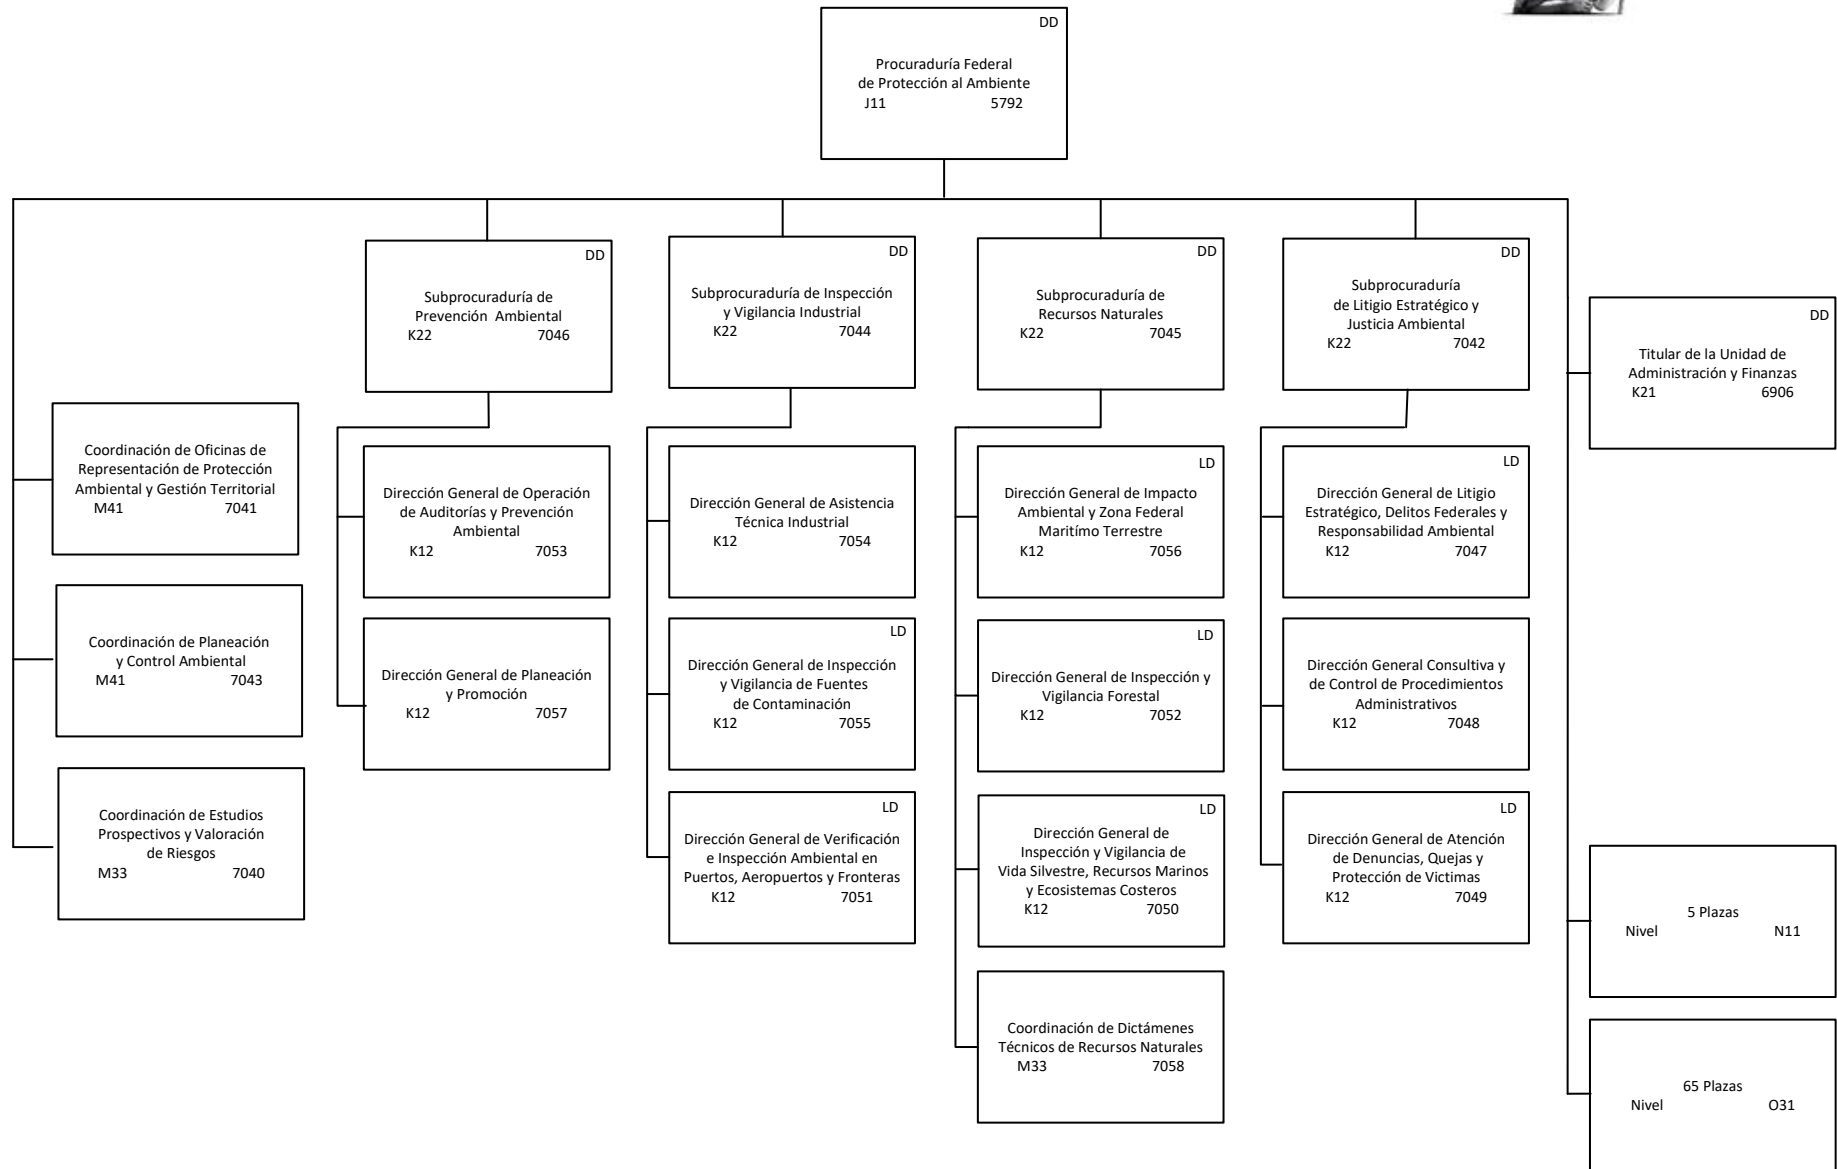 DD
Procuraduría Federal
de Protección al Ambiente
J11 5792
Coordinación de Oficinas de
Representación de Protección
Ambiental y Gestión Territorial
M41 7041
Coordinación de Planeación
y Control Ambiental
M41 7043
Coordinación de Estudios
Prospectivos y Valoración
de Riesgos
M33 7040
DD
Subprocuraduría de
Prevención Ambiental
K22 7046
Dirección General de Operación
de Auditorías y Prevención
Ambiental
K12 7053
Dirección General de Planeación
y Promoción
K12 7057
DD
Subprocuraduría de Inspección
y Vigilancia Industrial
K22 7044
Dirección General de Asistencia
Técnica Industrial
K12 7054
LD
Dirección General de Inspección
y Vigilancia de Fuentes
de Contaminación
K12 7055
LD
Dirección General de Verificación
e Inspección Ambiental en
Puertos, Aeropuertos y Fronteras
K12 7051
DD
Subprocuraduría de
Recursos Naturales
K22 7045
LD
Dirección General de Impacto
Ambiental y Zona Federal
Maritímo Terrestre
K12 7056
LD
Dirección General de Inspección y
Vigilancia Forestal
K12 7052
LD
Dirección General de
Inspección y Vigilancia de
Vida Silvestre, Recursos Marinos
y Ecosistemas Costeros
K12 7050
Coordinación de Dictámenes
Técnicos de Recursos Naturales
M33 7058
DD
Subprocuraduría
de Litigio Estratégico y
Justicia Ambiental
K22 7042
LD
Dirección General de Litigio
Estratégico, Delitos Federales y
Responsabilidad Ambiental
K12 7047
Dirección General Consultiva y
de Control de Procedimientos
Administrativos
K12 7048
LD
Dirección General de Atención
de Denuncias, Quejas y
Protección de Victimas
K12 7049
DD
Titular de la Unidad de
Administración y Finanzas
K21 6906
5 Plazas
Nivel N11
65 Plazas
Nivel O31